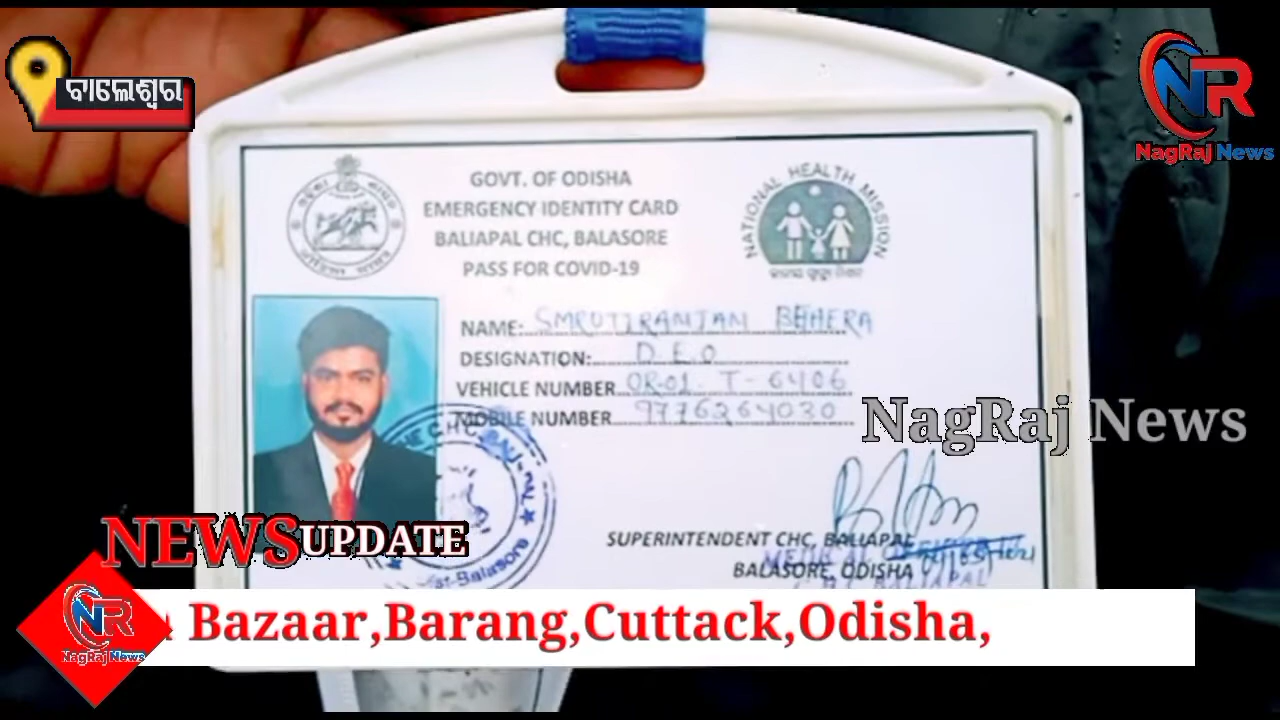 ବାଲେଶ୍ୱର
NR
NagRaj News
GOVT. OF ODISHA
EMERGENCY IDENTITY CARD
BALIAPAL CHC, BALASORE
PASS FOR COVID-19
NATIONAL HEALTH MISSION
NAME: SMRUTIRANJAN BEHERA
DESIGNATION: D.E.O
VEHICLE NUMBER OR-01-T-6406
MOBILE NUMBER 9776264030
NagRaj News
SUPERINTENDENT CHC, BALIAPAL
BALASORE, ODISHA
NEWS UPDATE
Bazaar,Barang,Cuttack,Odisha,
NR
NagRaj News